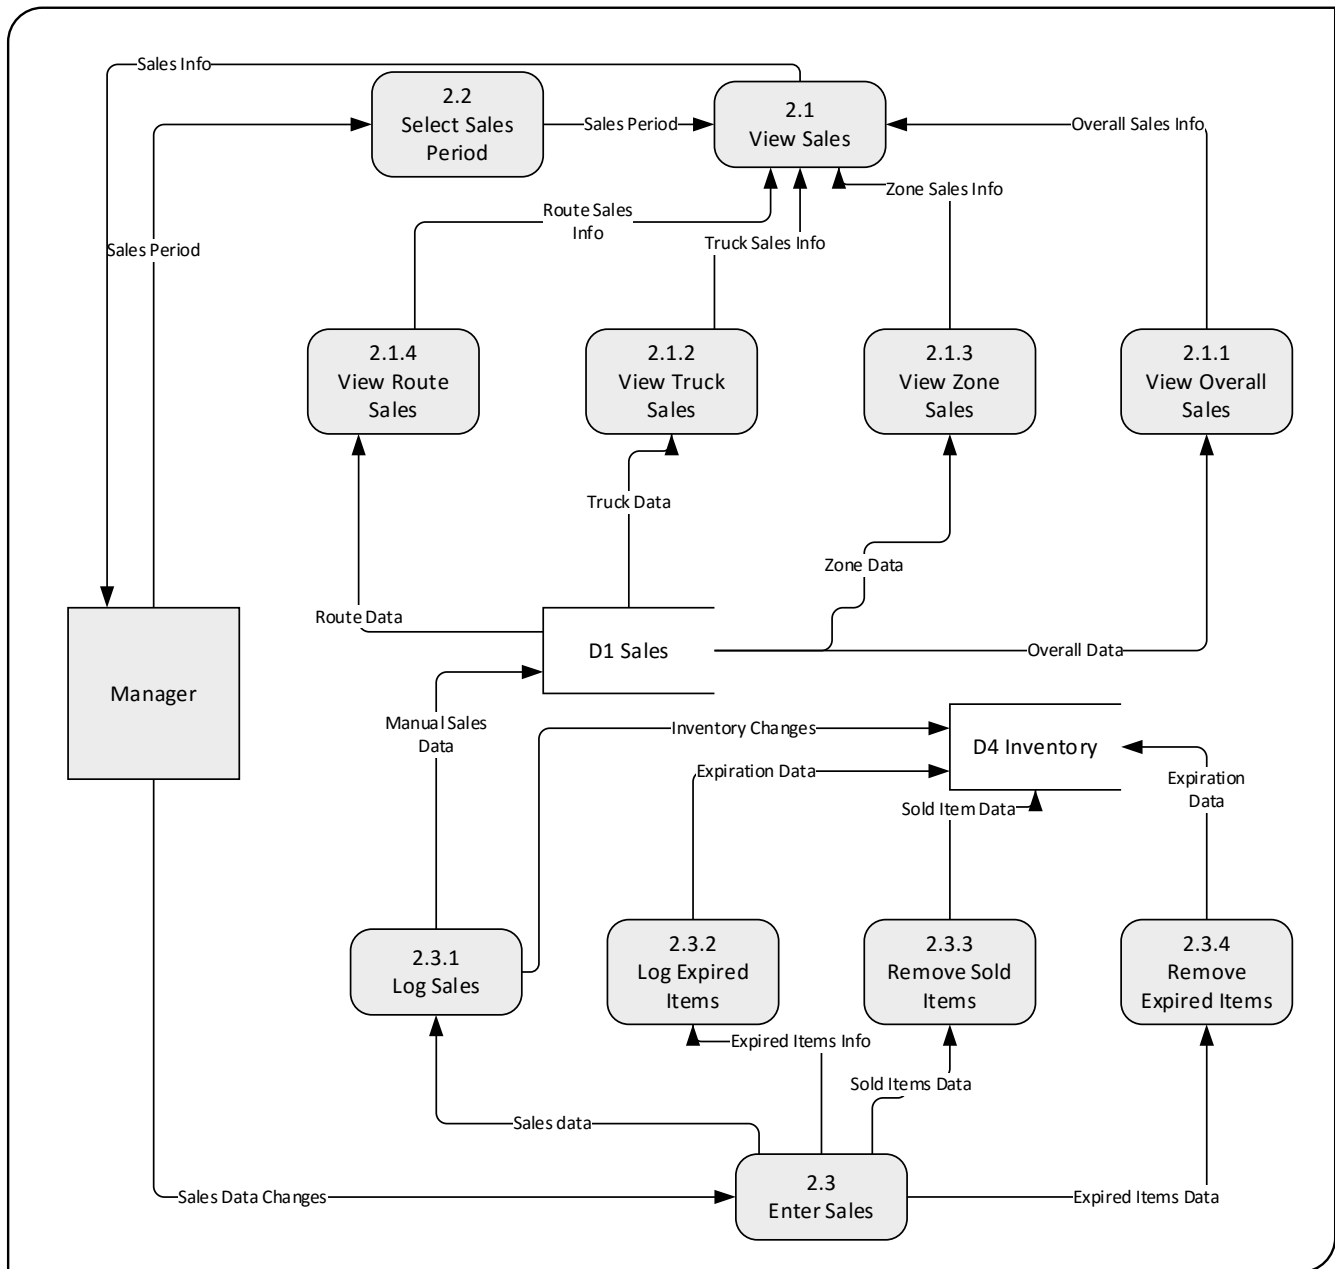 Sales Info
2.2
Select Sales
Period
Sales Period
2.1
View Sales
Overall Sales Info
Zone Sales Info
Route Sales
Info
Truck Sales Info
Sales Period
2.1.4
View Route
Sales
2.1.2
View Truck
Sales
2.1.3
View Zone
Sales
2.1.1
View Overall
Sales
Truck Data
Zone Data
Route Data
D1 Sales
Overall Data
Manager
Manual Sales
Data
Inventory Changes
D4 Inventory
Expiration Data
Expiration
Data
Sold Item Data
2.3.1
Log Sales
2.3.2
Log Expired
Items
2.3.3
Remove Sold
Items
2.3.4
Remove
Expired Items
Expired Items Info
Sold Items Data
Sales data
2.3
Enter Sales
Sales Data Changes
Expired Items Data